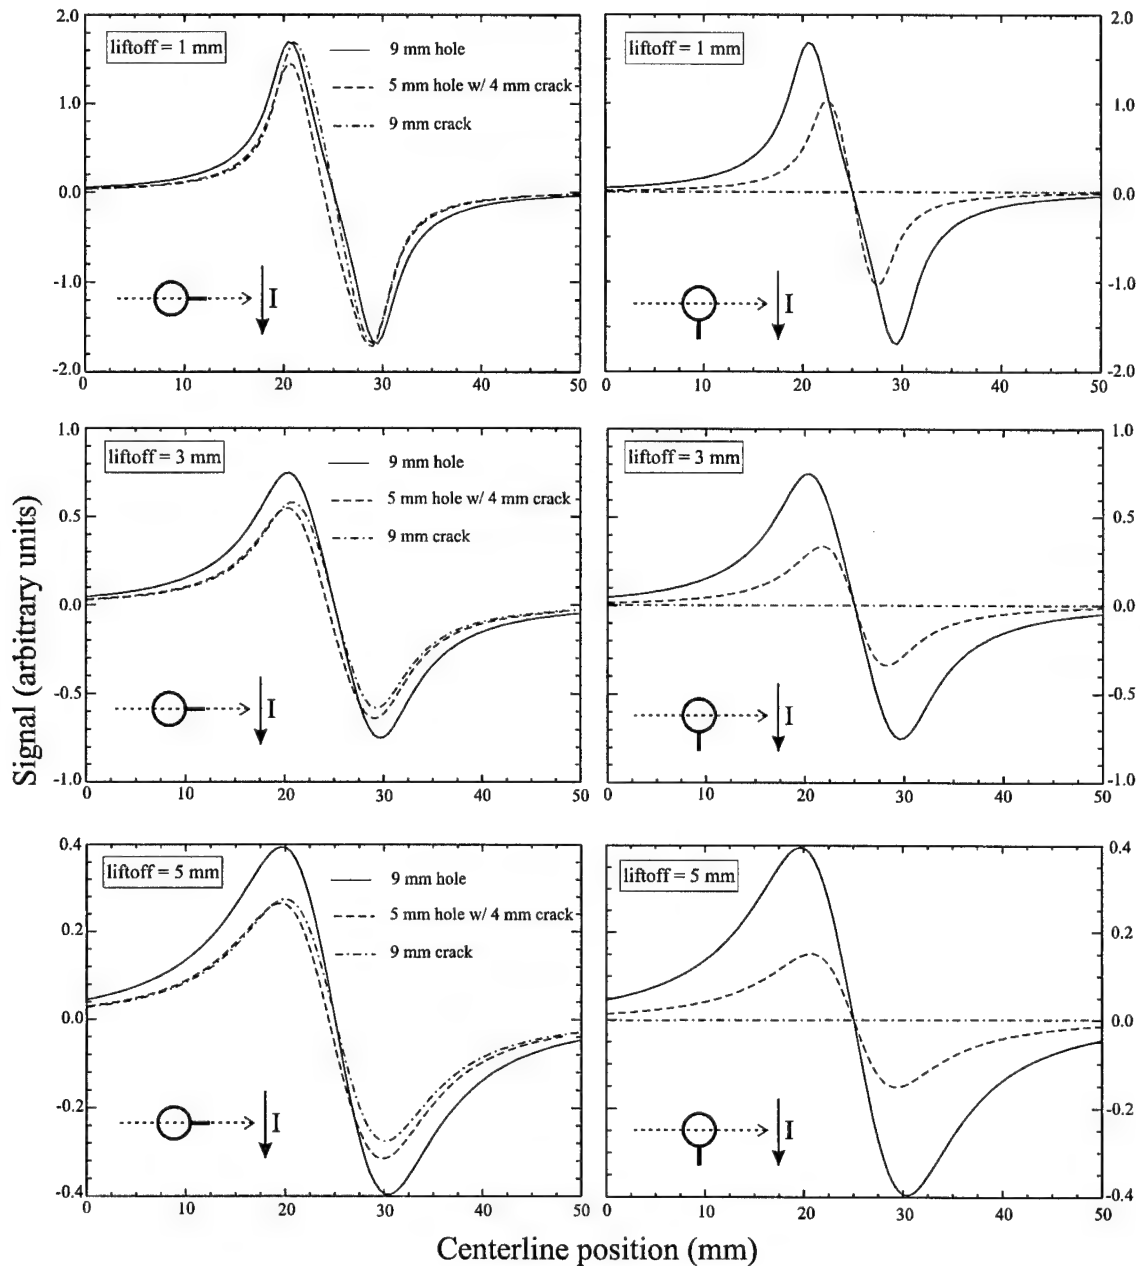 liftoff = 1 mm
9 mm hole
5 mm hole w/ 4 mm crack
9 mm crack
2.0
1.0
0.0
-1.0
-2.0
I
0 10 20 30 40 50
liftoff = 1 mm
2.0
1.0
0.0
-1.0
-2.0
I
0 10 20 30 40 50
liftoff = 3 mm
9 mm hole
5 mm hole w/ 4 mm crack
9 mm crack
1.0
0.5
0.0
-0.5
-1.0
I
0 10 20 30 40 50
liftoff = 3 mm
1.0
0.5
0.0
-0.5
-1.0
I
0 10 20 30 40 50
Signal (arbitrary units)
liftoff = 5 mm
9 mm hole
5 mm hole w/ 4 mm crack
9 mm crack
0.4
0.2
0.0
-0.2
-0.4
I
0 10 20 30 40 50
liftoff = 5 mm
0.4
0.2
0.0
-0.2
-0.4
I
0 10 20 30 40 50
Centerline position (mm)